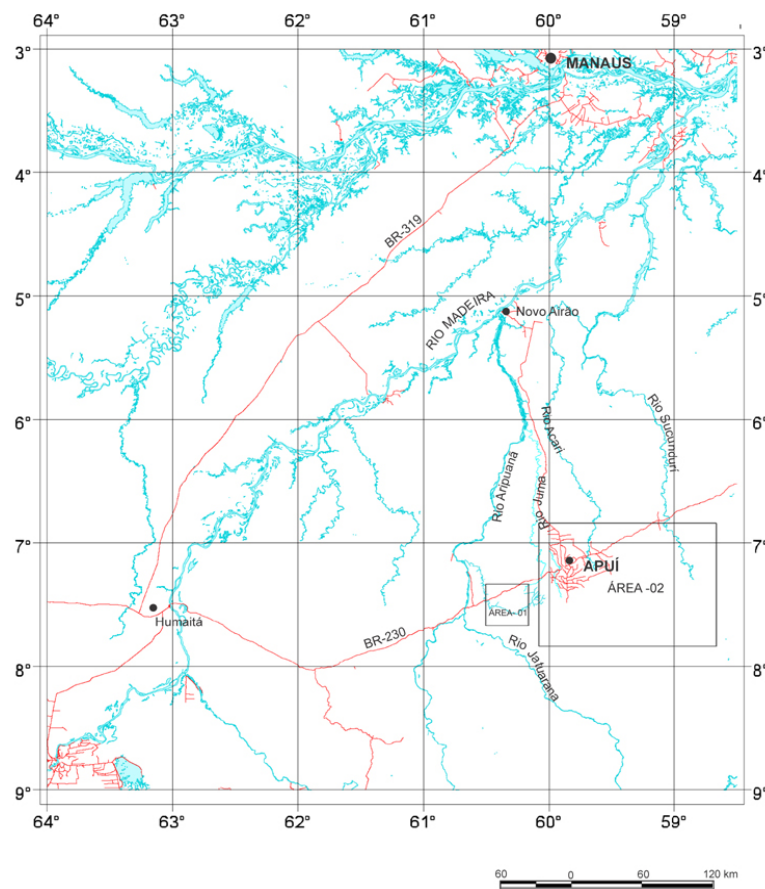 64° 63° 62° 61° 60° 59°
3°
MANAUS
4°
BR-319
5°
Novo Airão
RIO MADEIRA
6°
Rio Acari
Rio Sucunduri
Rio Aripuanã
Rio Juma
7°
APUÍ
ÁREA -02
ÁREA- 01
Humaitá
BR-230
Rio Jatuarana
8°
9°
64° 63° 62° 61° 60° 59°
3°
4°
5°
6°
7°
8°
9°
60 0 60 120 km